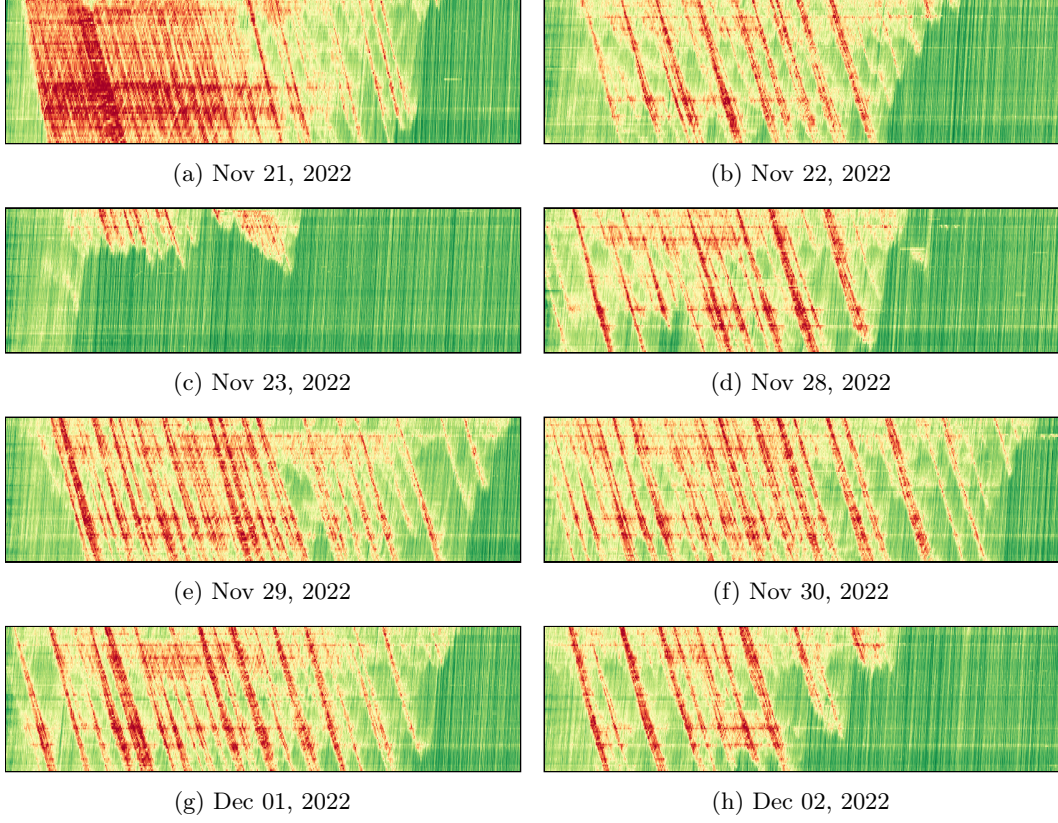 (a) Nov 21, 2022
(b) Nov 22, 2022
(c) Nov 23, 2022
(d) Nov 28, 2022
(e) Nov 29, 2022
(f) Nov 30, 2022
(g) Dec 01, 2022
(h) Dec 02, 2022